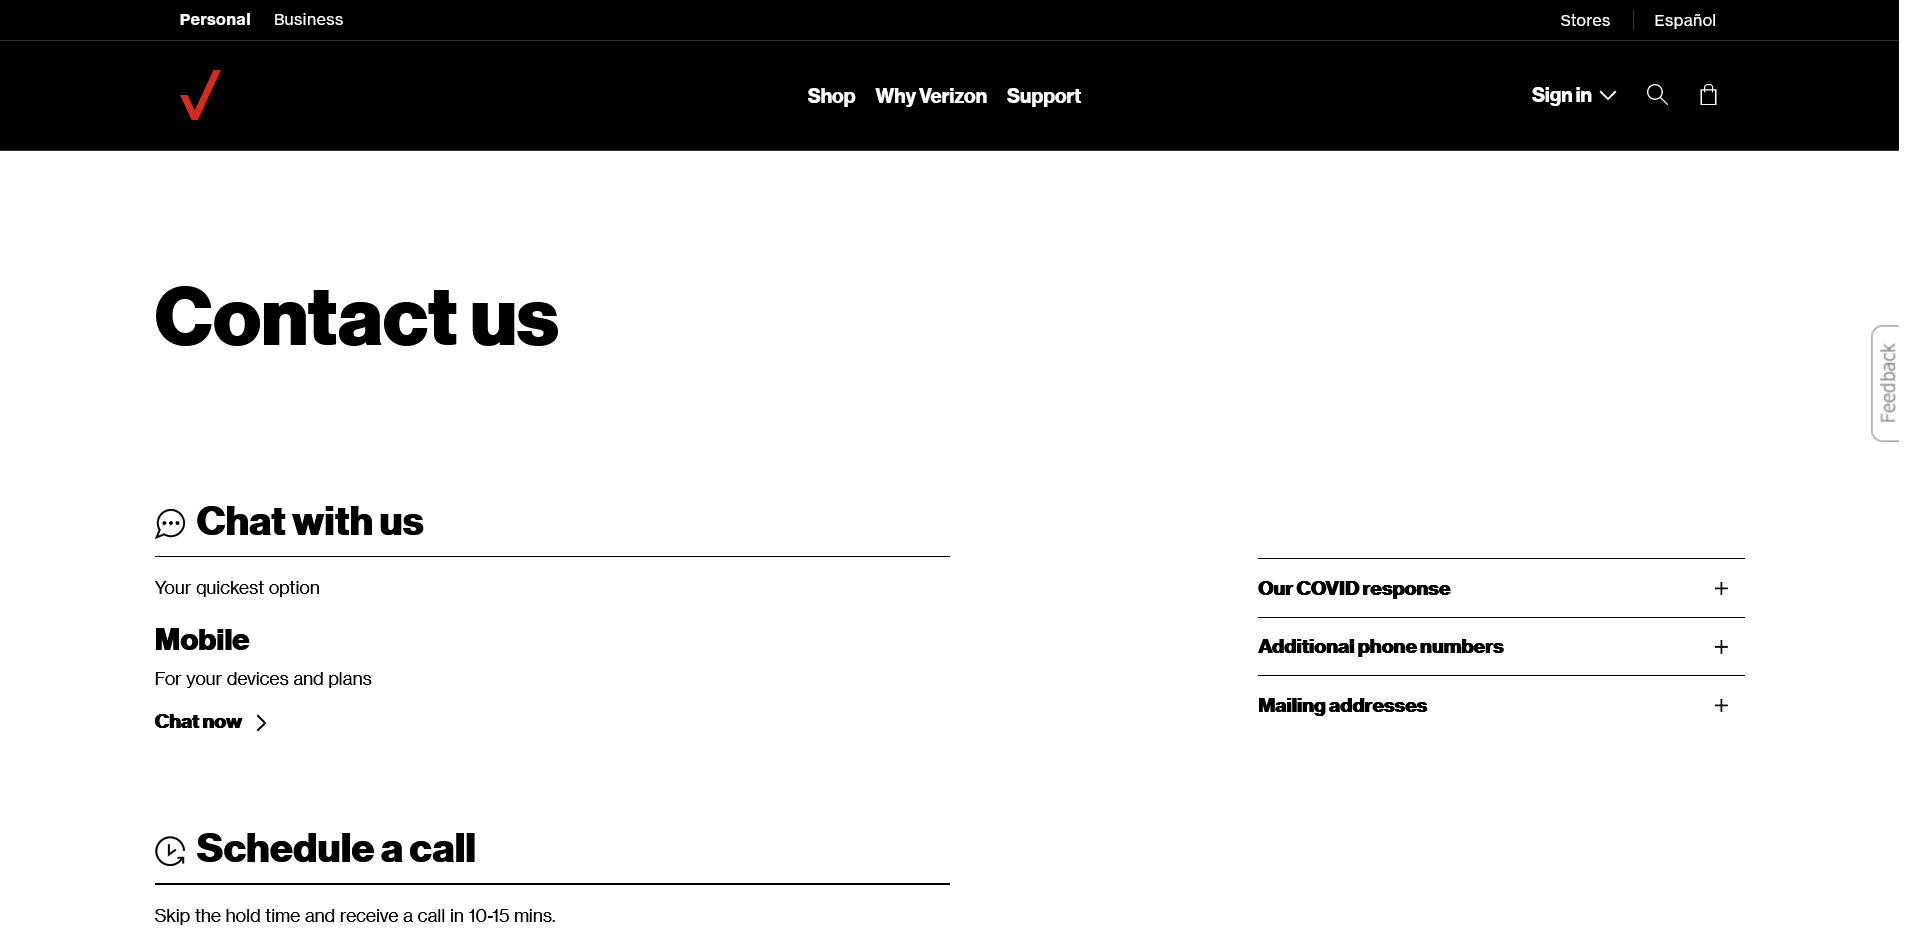 Personal Business Stores Español
Shop Why Verizon Support Sign in
Contact us
Feedback
Chat with us
Your quickest option
Mobile
For your devices and plans
Chat now
Our COVID response
Additional phone numbers
Mailing addresses
Schedule a call
Skip the hold time and receive a call in 10-15 mins.